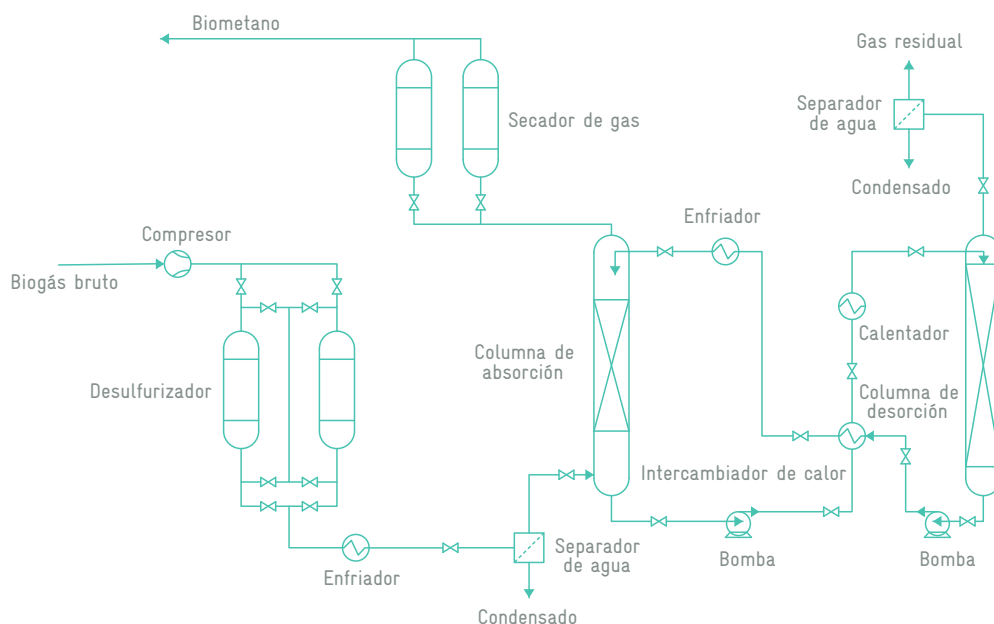 Biometano
Gas residual
Secador de gas
Separador
de agua
Condensado
Enfriador
Compresor
Biogás bruto
Calentador
Columna de
absorción
Desulfurizador
Columna de
desorción
Intercambiador de calor
Separador
de agua
Bomba
Bomba
Enfriador
Condensado